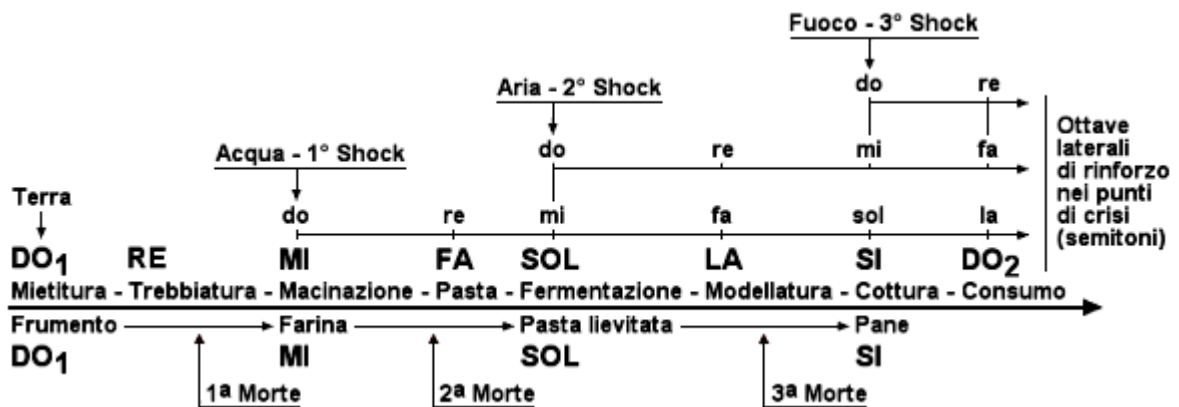 Fuoco - 3° Shock
do re
Aria - 2° Shock
do re mi fa
Acqua - 1° Shock
do re mi fa sol la
Ottave
laterali
di rinforzo
nei punti
di crisi
(semitoni)
Terra
DO1 RE MI FA SOL LA SI DO2
Mietitura - Trebbiatura - Macinazione - Pasta - Fermentazione - Modellatura - Cottura - Consumo
Frumento Farina Pasta lievitata Pane
DO1 MI SOL SI
1ª Morte 2ª Morte 3ª Morte